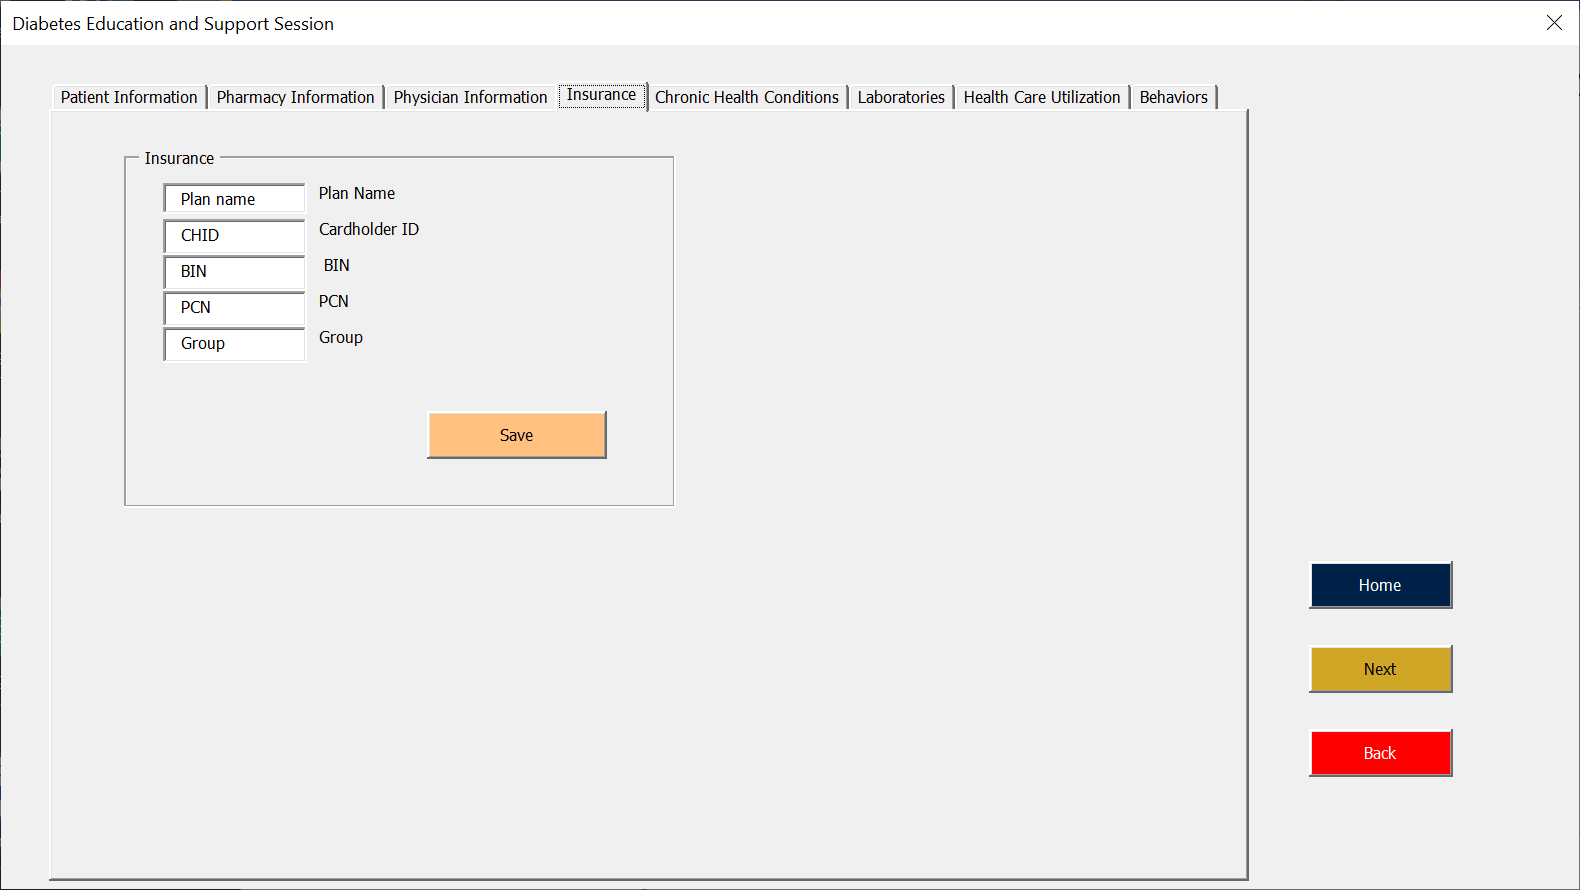 Diabetes Education and Support Session
Patient Information Pharmacy Information Physician Information Insurance Chronic Health Conditions Laboratories Health Care Utilization Behaviors
Insurance
Plan name Plan Name
CHID Cardholder ID
BIN BIN
PCN PCN
Group Group
Save
Home
Next
Back